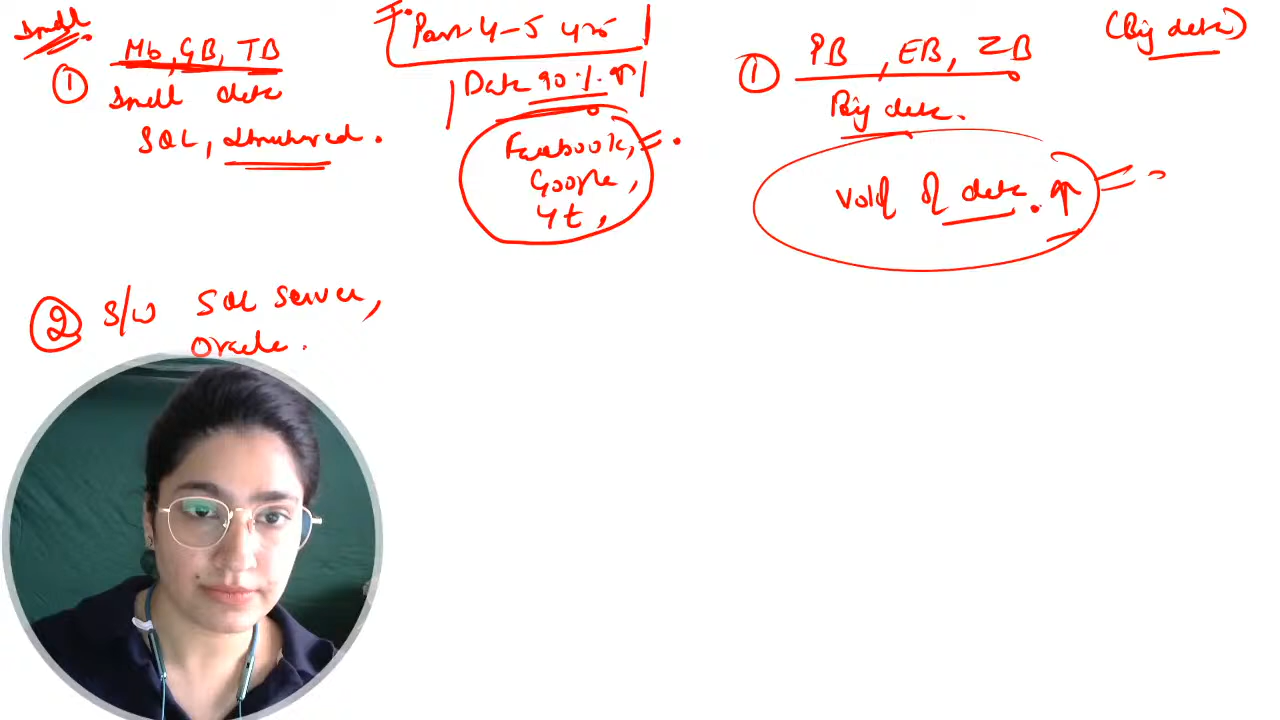 Small
Mb, GB, TB
① Small data
SQL, structured.
Past 4-5 yrs
Data 90%
Facebook,
Google,
Yt,
(Big data)
① PB, EB, ZB
Big data.
of data.
② S/W SQL Server,
Oracle.